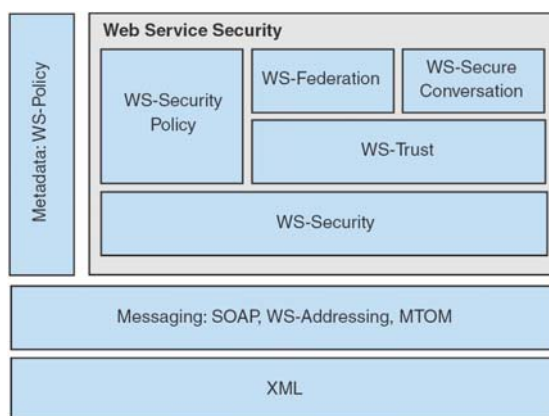 Metadata: WS-Policy
Web Service Security
WS-Security
Policy
WS-Federation
WS-Secure
Conversation
WS-Trust
WS-Security
Messaging: SOAP, WS-Addressing, MTOM
XML